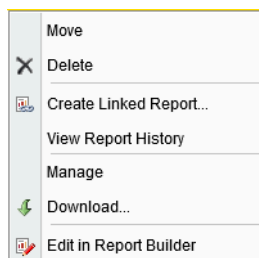 Move
Delete
Create Linked Report...
View Report History
Manage
Download...
Edit in Report Builder